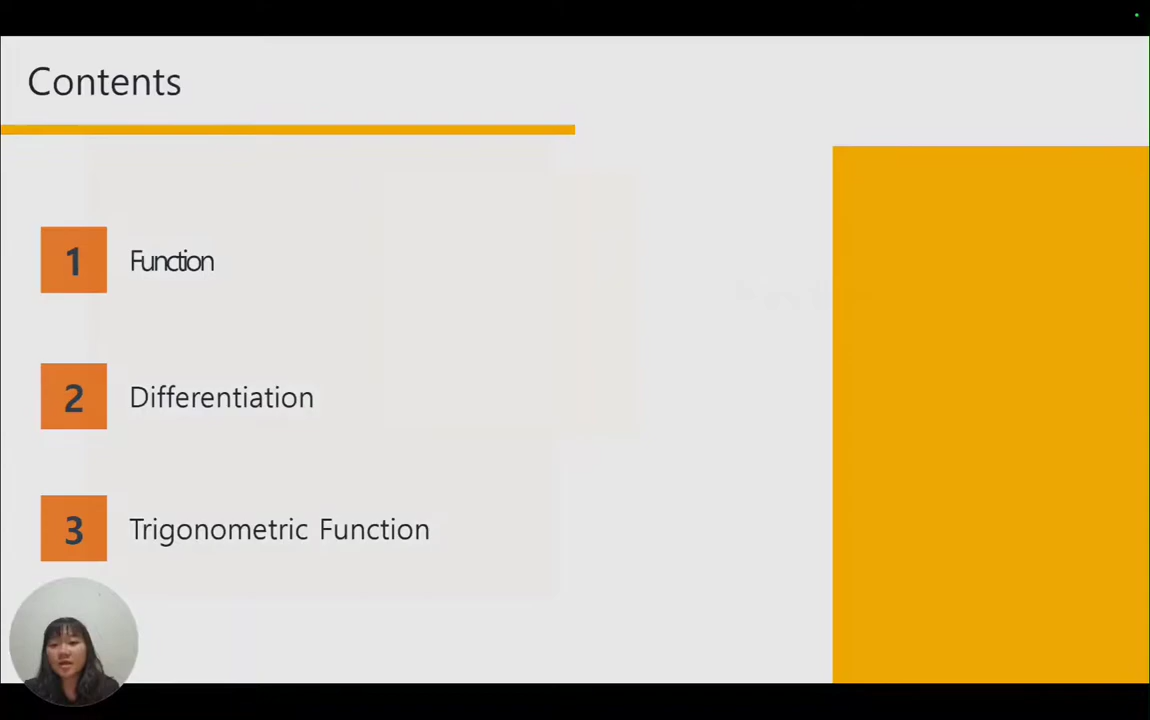 Contents
1 Function
2 Differentiation
3 Trigonometric Function